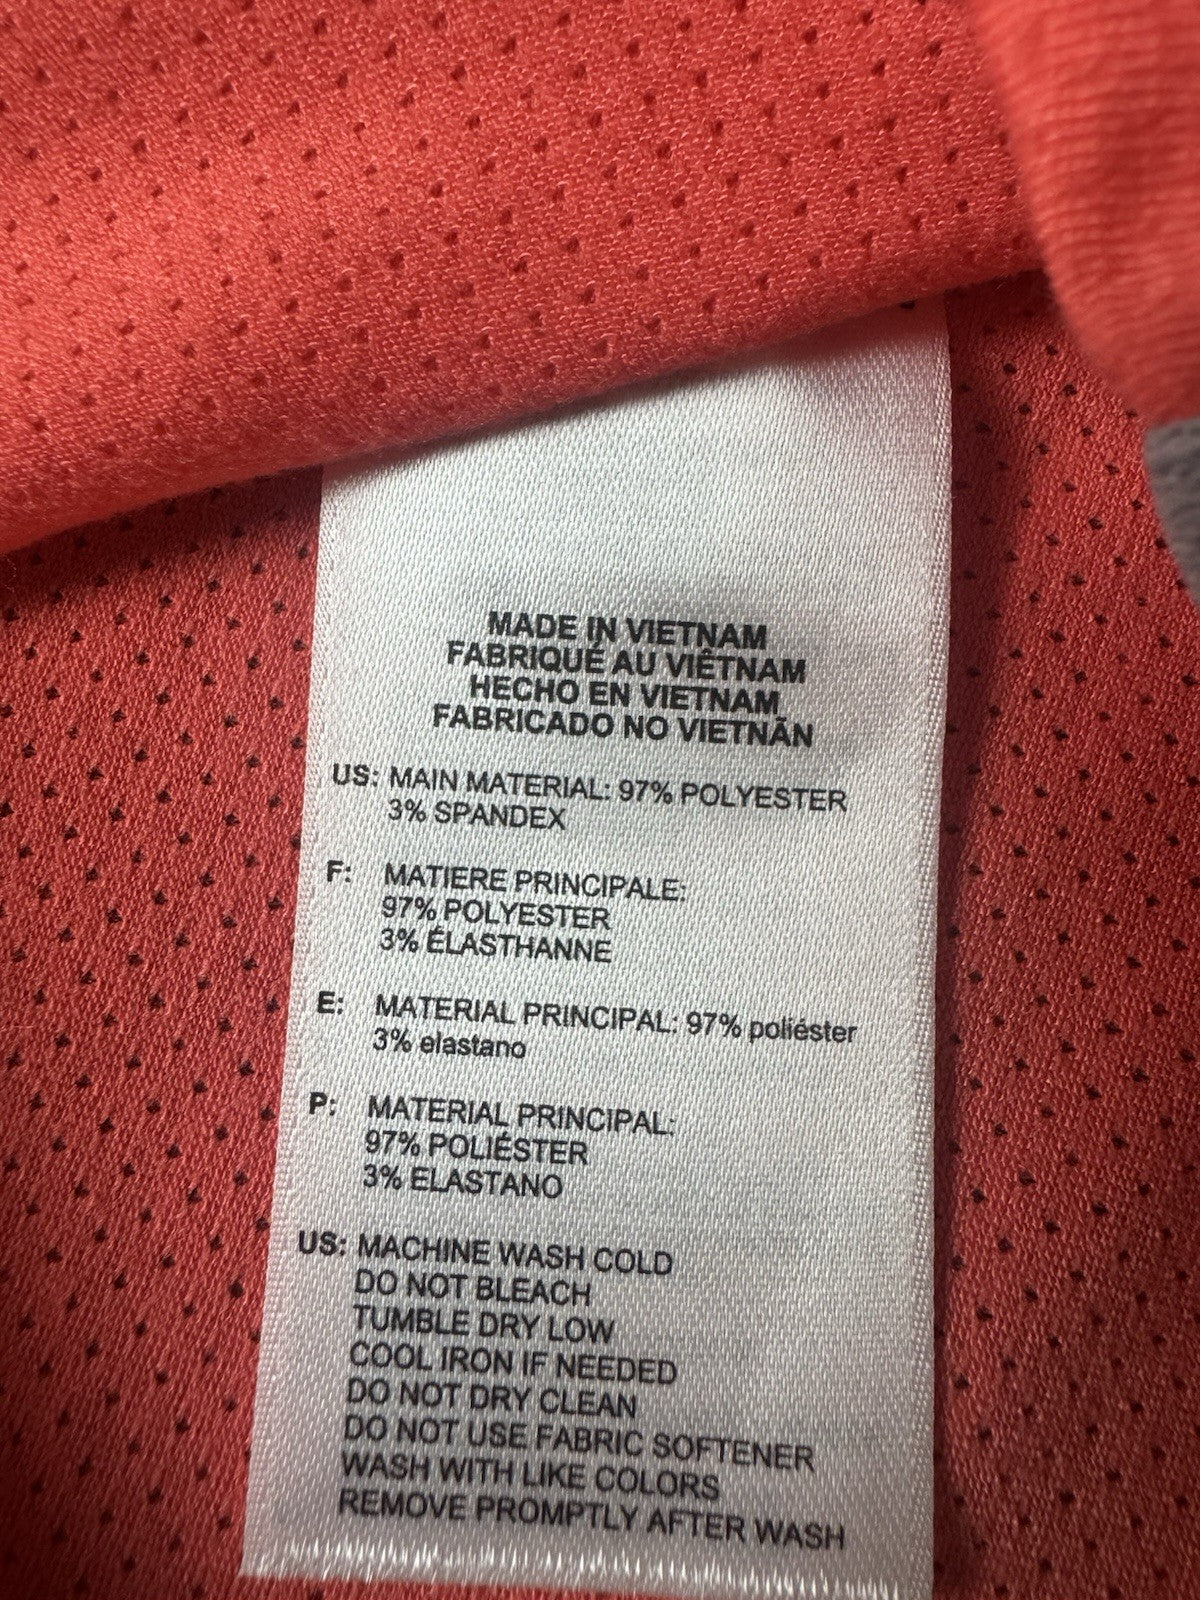 MADE IN VIETNAM
FABRIQUÉ AU VIÊTNAM
HECHO EN VIETNAM
FABRICADO NO VIETNÃN
US: MAIN MATERIAL: 97% POLYESTER
3% SPANDEX
F: MATIERE PRINCIPALE:
97% POLYESTER
3% ÉLASTHANNE
E: MATERIAL PRINCIPAL: 97% poliéster
3% elastano
P: MATERIAL PRINCIPAL:
97% POLIÉSTER
3% ELASTANO
US: MACHINE WASH COLD
DO NOT BLEACH
TUMBLE DRY LOW
COOL IRON IF NEEDED
DO NOT DRY CLEAN
DO NOT USE FABRIC SOFTENER
WASH WITH LIKE COLORS
REMOVE PROMPTLY AFTER WASH